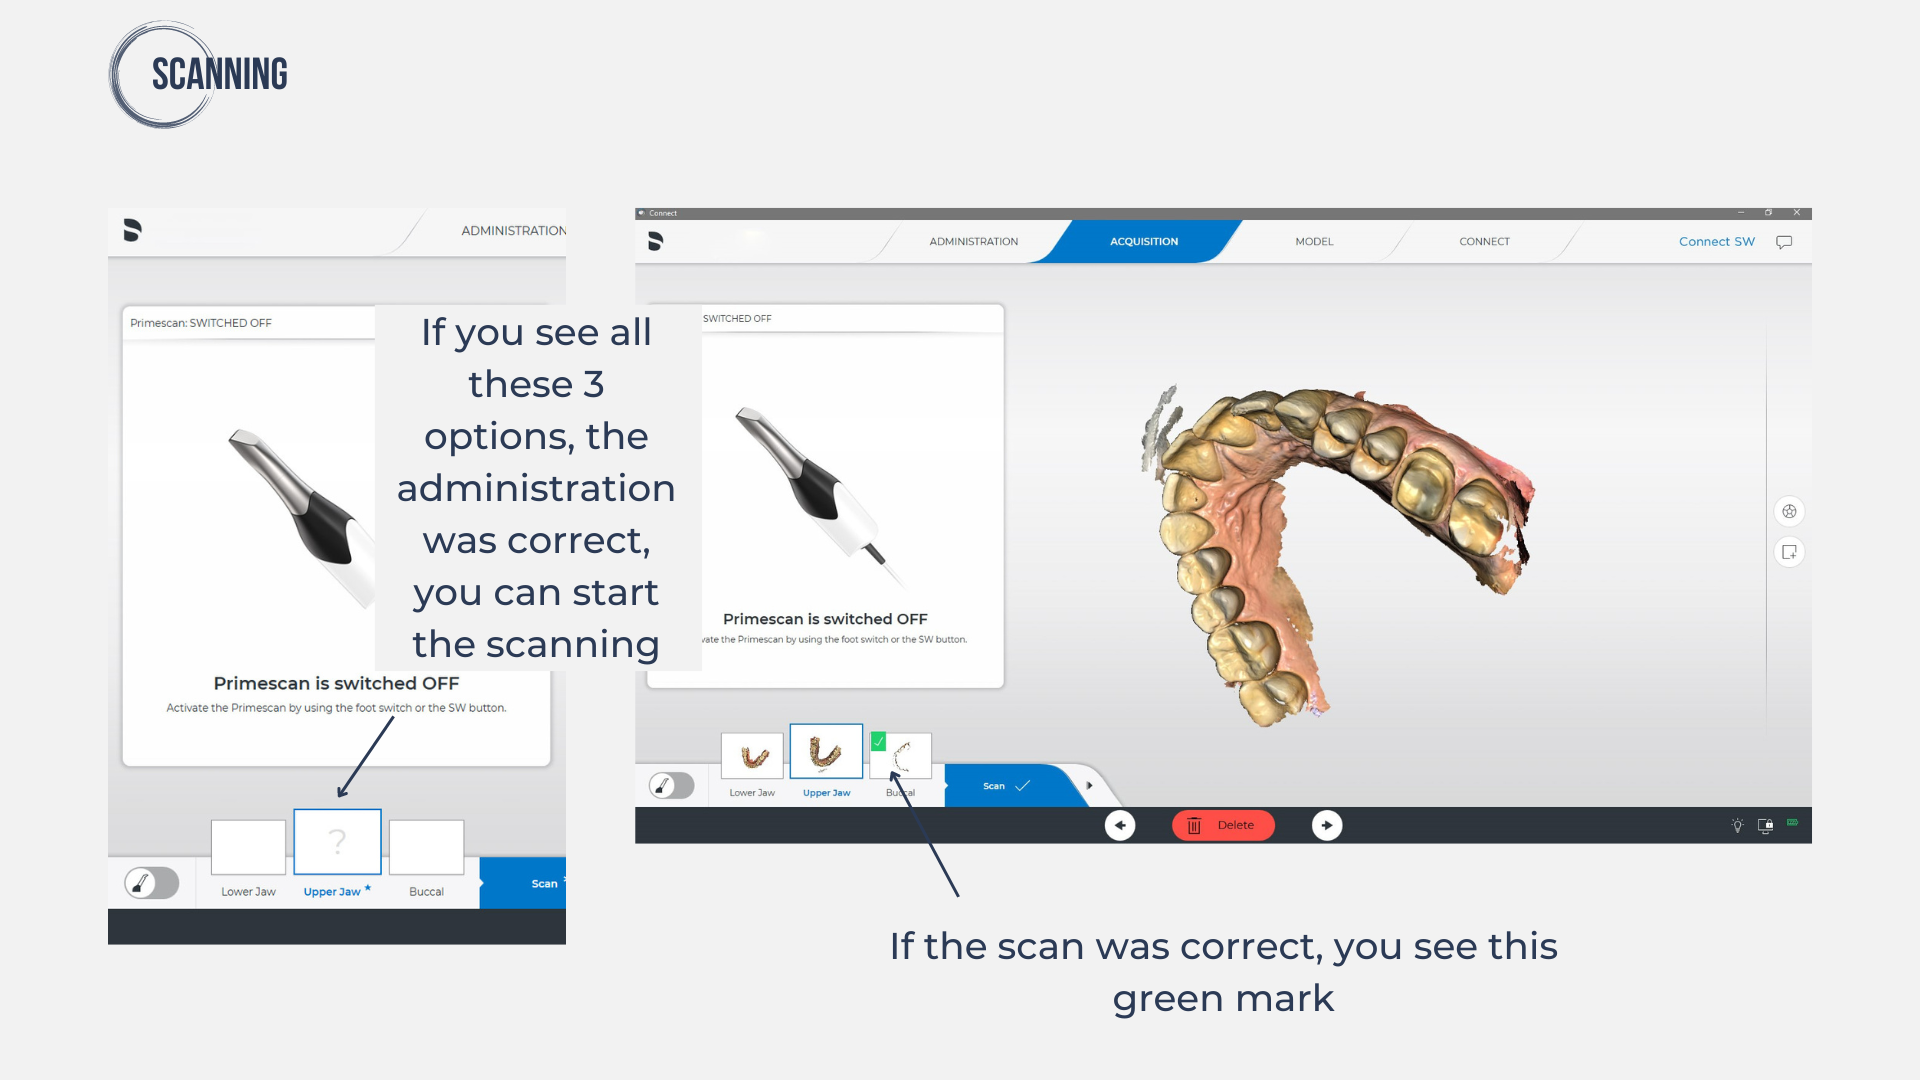 SCANNING
ADMINISTRATION
Primescan: SWITCHED OFF
If you see all
these 3
options, the
administration
was correct,
you can start
the scanning
Primescan is switched OFF
Activate the Primescan by using the foot switch or the SW button.
?
Lower Jaw
Upper Jaw *
Buccal
Scan
Connect
ADMINISTRATION
ACQUISITION
MODEL
CONNECT
Connect SW
SWITCHED OFF
Primescan is switched OFF
vate the Primescan by using the foot switch or the SW button.
Lower Jaw
Upper Jaw
Buccal
Scan
Delete
If the scan was correct, you see this
green mark